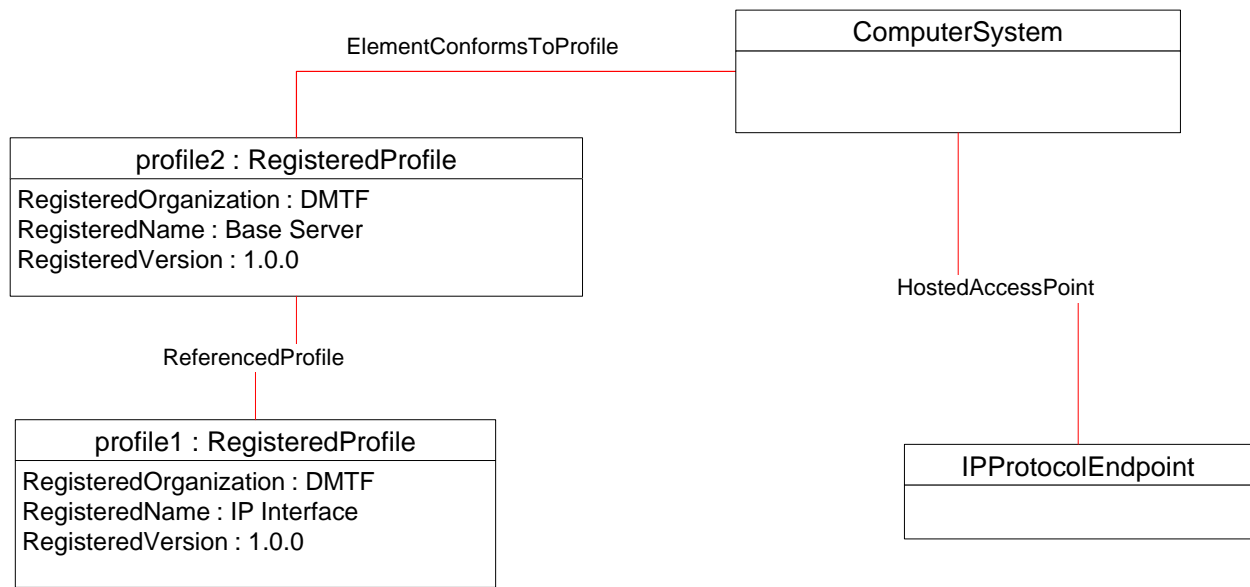 ComputerSystem
ElementConformsToProfile
profile2 : RegisteredProfile
RegisteredOrganization : DMTF
RegisteredName : Base Server
RegisteredVersion : 1.0.0
HostedAccessPoint
ReferencedProfile
profile1 : RegisteredProfile
RegisteredOrganization : DMTF
RegisteredName : IP Interface
RegisteredVersion : 1.0.0
IPProtocolEndpoint